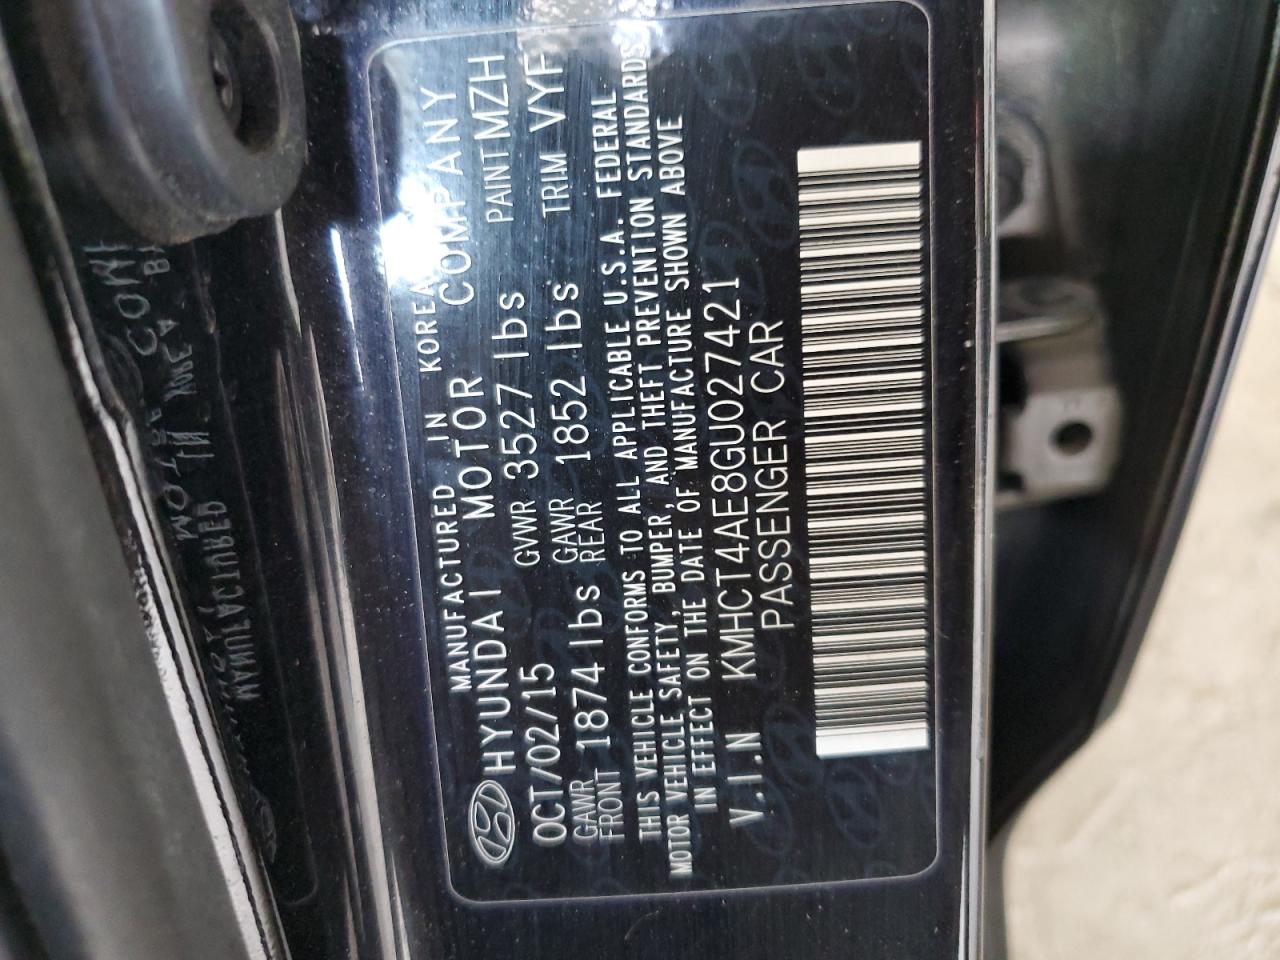 MANUFACTURED IN KOREA
HYUNDAI MOTOR COMPANY
OCT/02/15 GVWR 3527 lbs PAINT MZH
GAWR FRONT 1874 lbs GAWR REAR 1852 lbs TRIM VYF
THIS VEHICLE CONFORMS TO ALL APPLICABLE U.S.A. FEDERAL
MOTOR VEHICLE SAFETY, BUMPER, AND THEFT PREVENTION STANDARDS
IN EFFECT ON THE DATE OF MANUFACTURE SHOWN ABOVE
V.I.N KMHCT4AE8GU027421
PASSENGER CAR